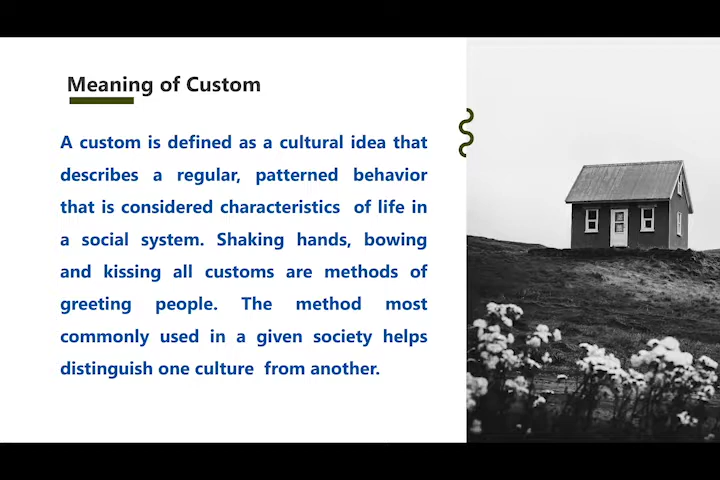 Meaning of Custom
A custom is defined as a cultural idea that
describes a regular, patterned behavior
that is considered characteristics of life in
a social system. Shaking hands, bowing
and kissing all customs are methods of
greeting people. The method most
commonly used in a given society helps
distinguish one culture from another.